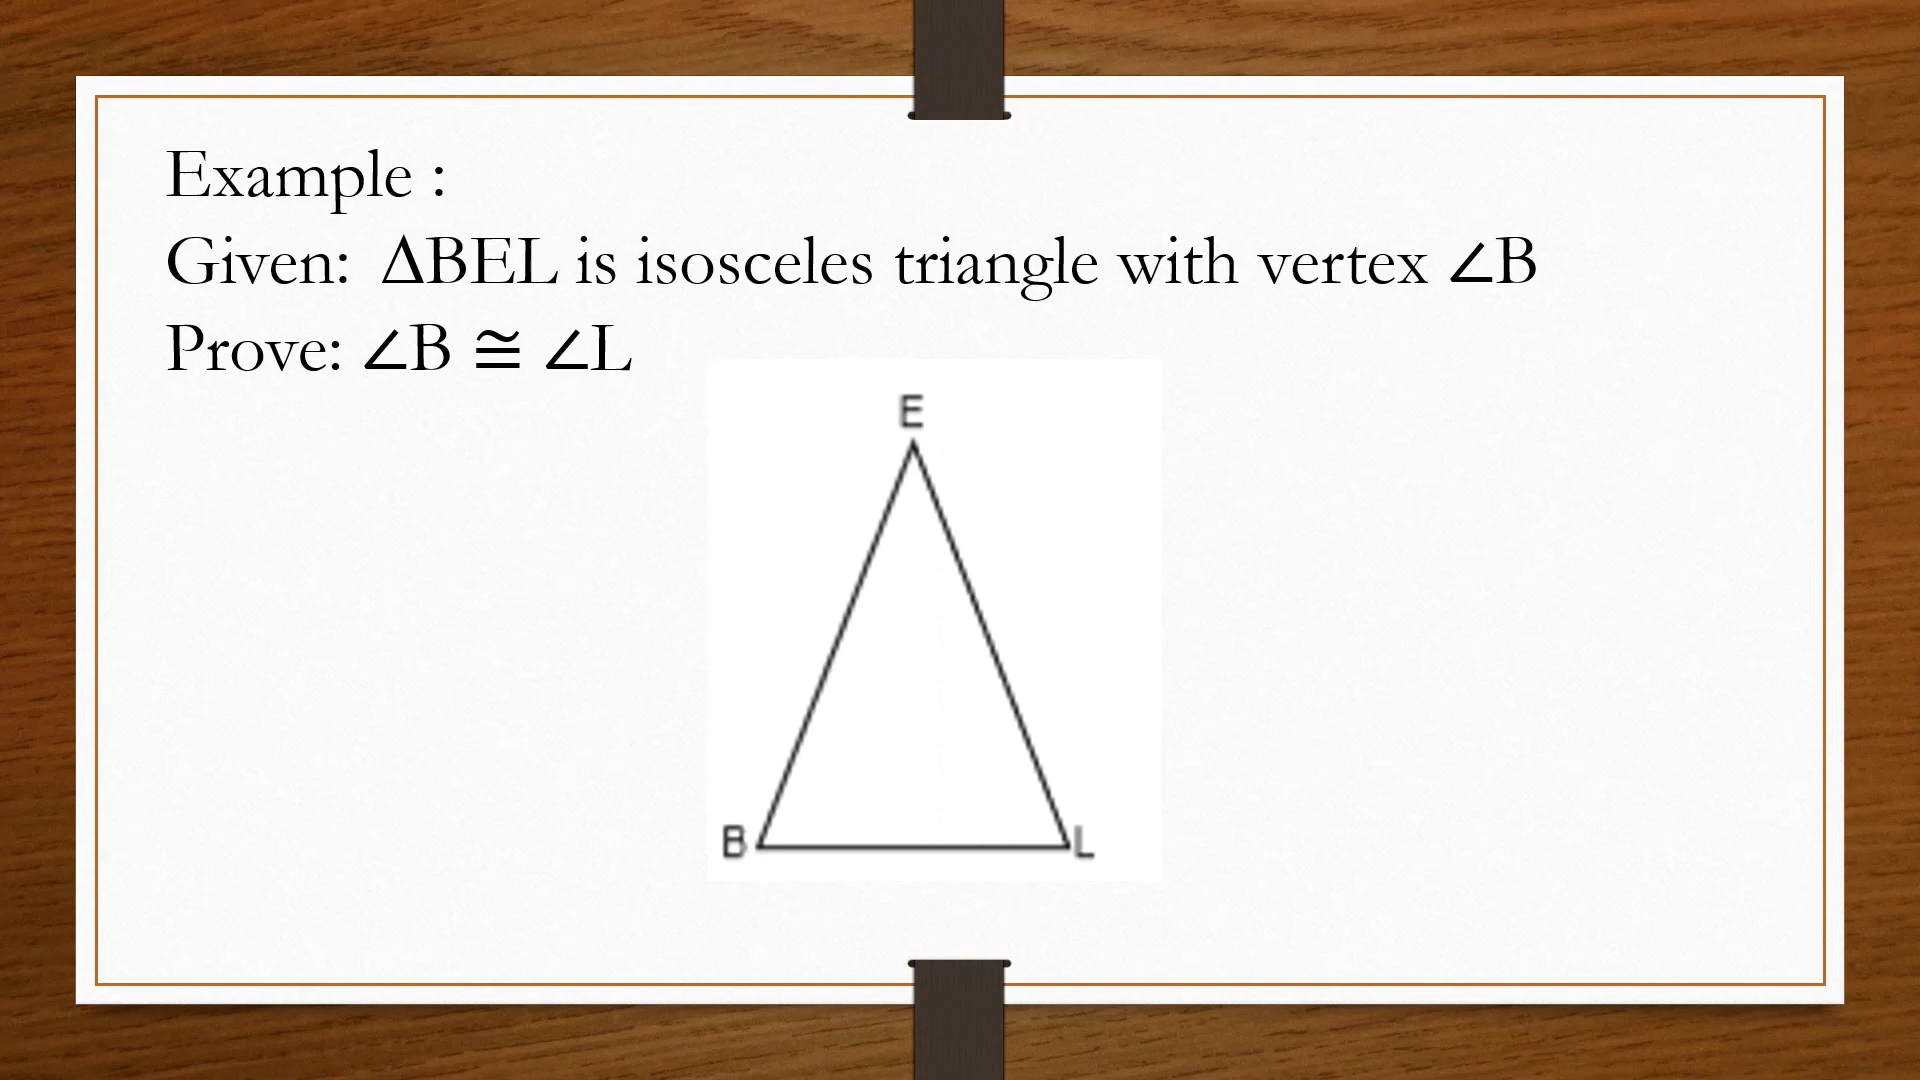 Example :
Given: ΔBEL is isosceles triangle with vertex ∠B
Prove: ∠B ≅ ∠L
E
B
L